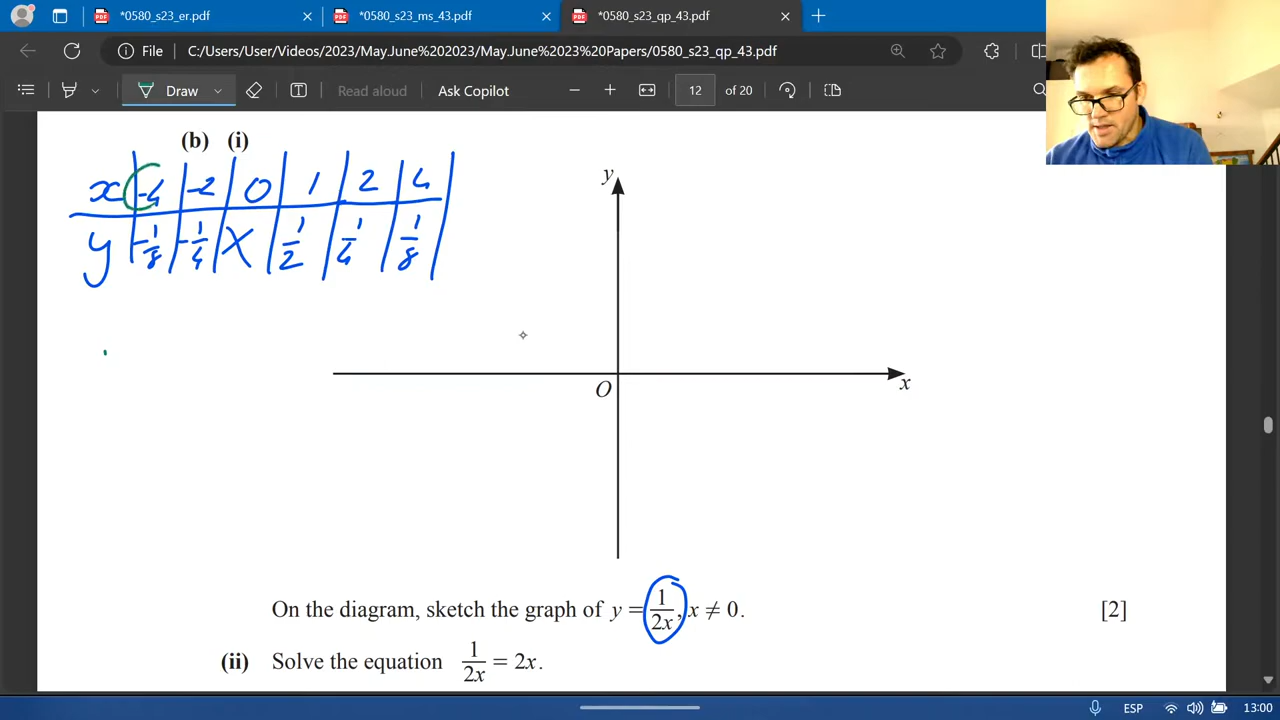 *0580_s23_er.pdf
*0580_s23_ms_43.pdf
*0580_s23_qp_43.pdf
File C:/Users/User/Videos/2023/May.June%202023/May.June%2023%20Papers/0580_s23_qp_43.pdf
Draw Read aloud Ask Copilot 12 of 20
(b) (i)
x -4 -2 0 1 2 4
y -1/8 -1/4 X 1/2 1/4 1/8
y
O
x
On the diagram, sketch the graph of y = 1/2x, x ≠ 0. [2]
(ii) Solve the equation 1/2x = 2x.
ESP 13:00